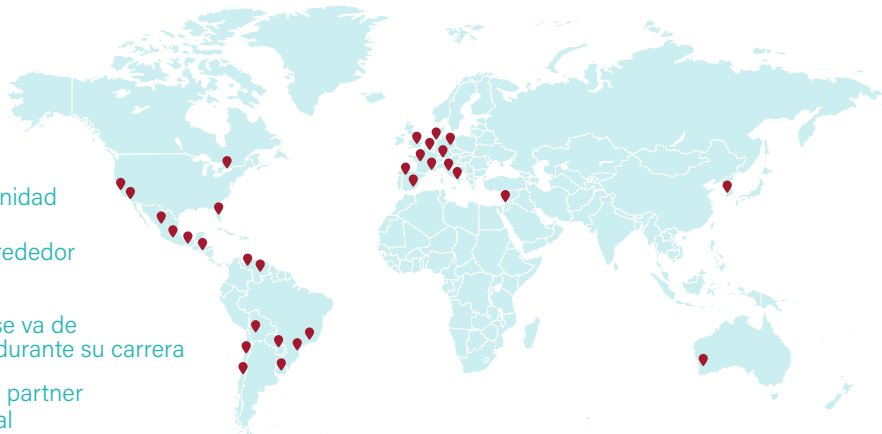 nidad
rededor
se va de
durante su carrera
partner
al